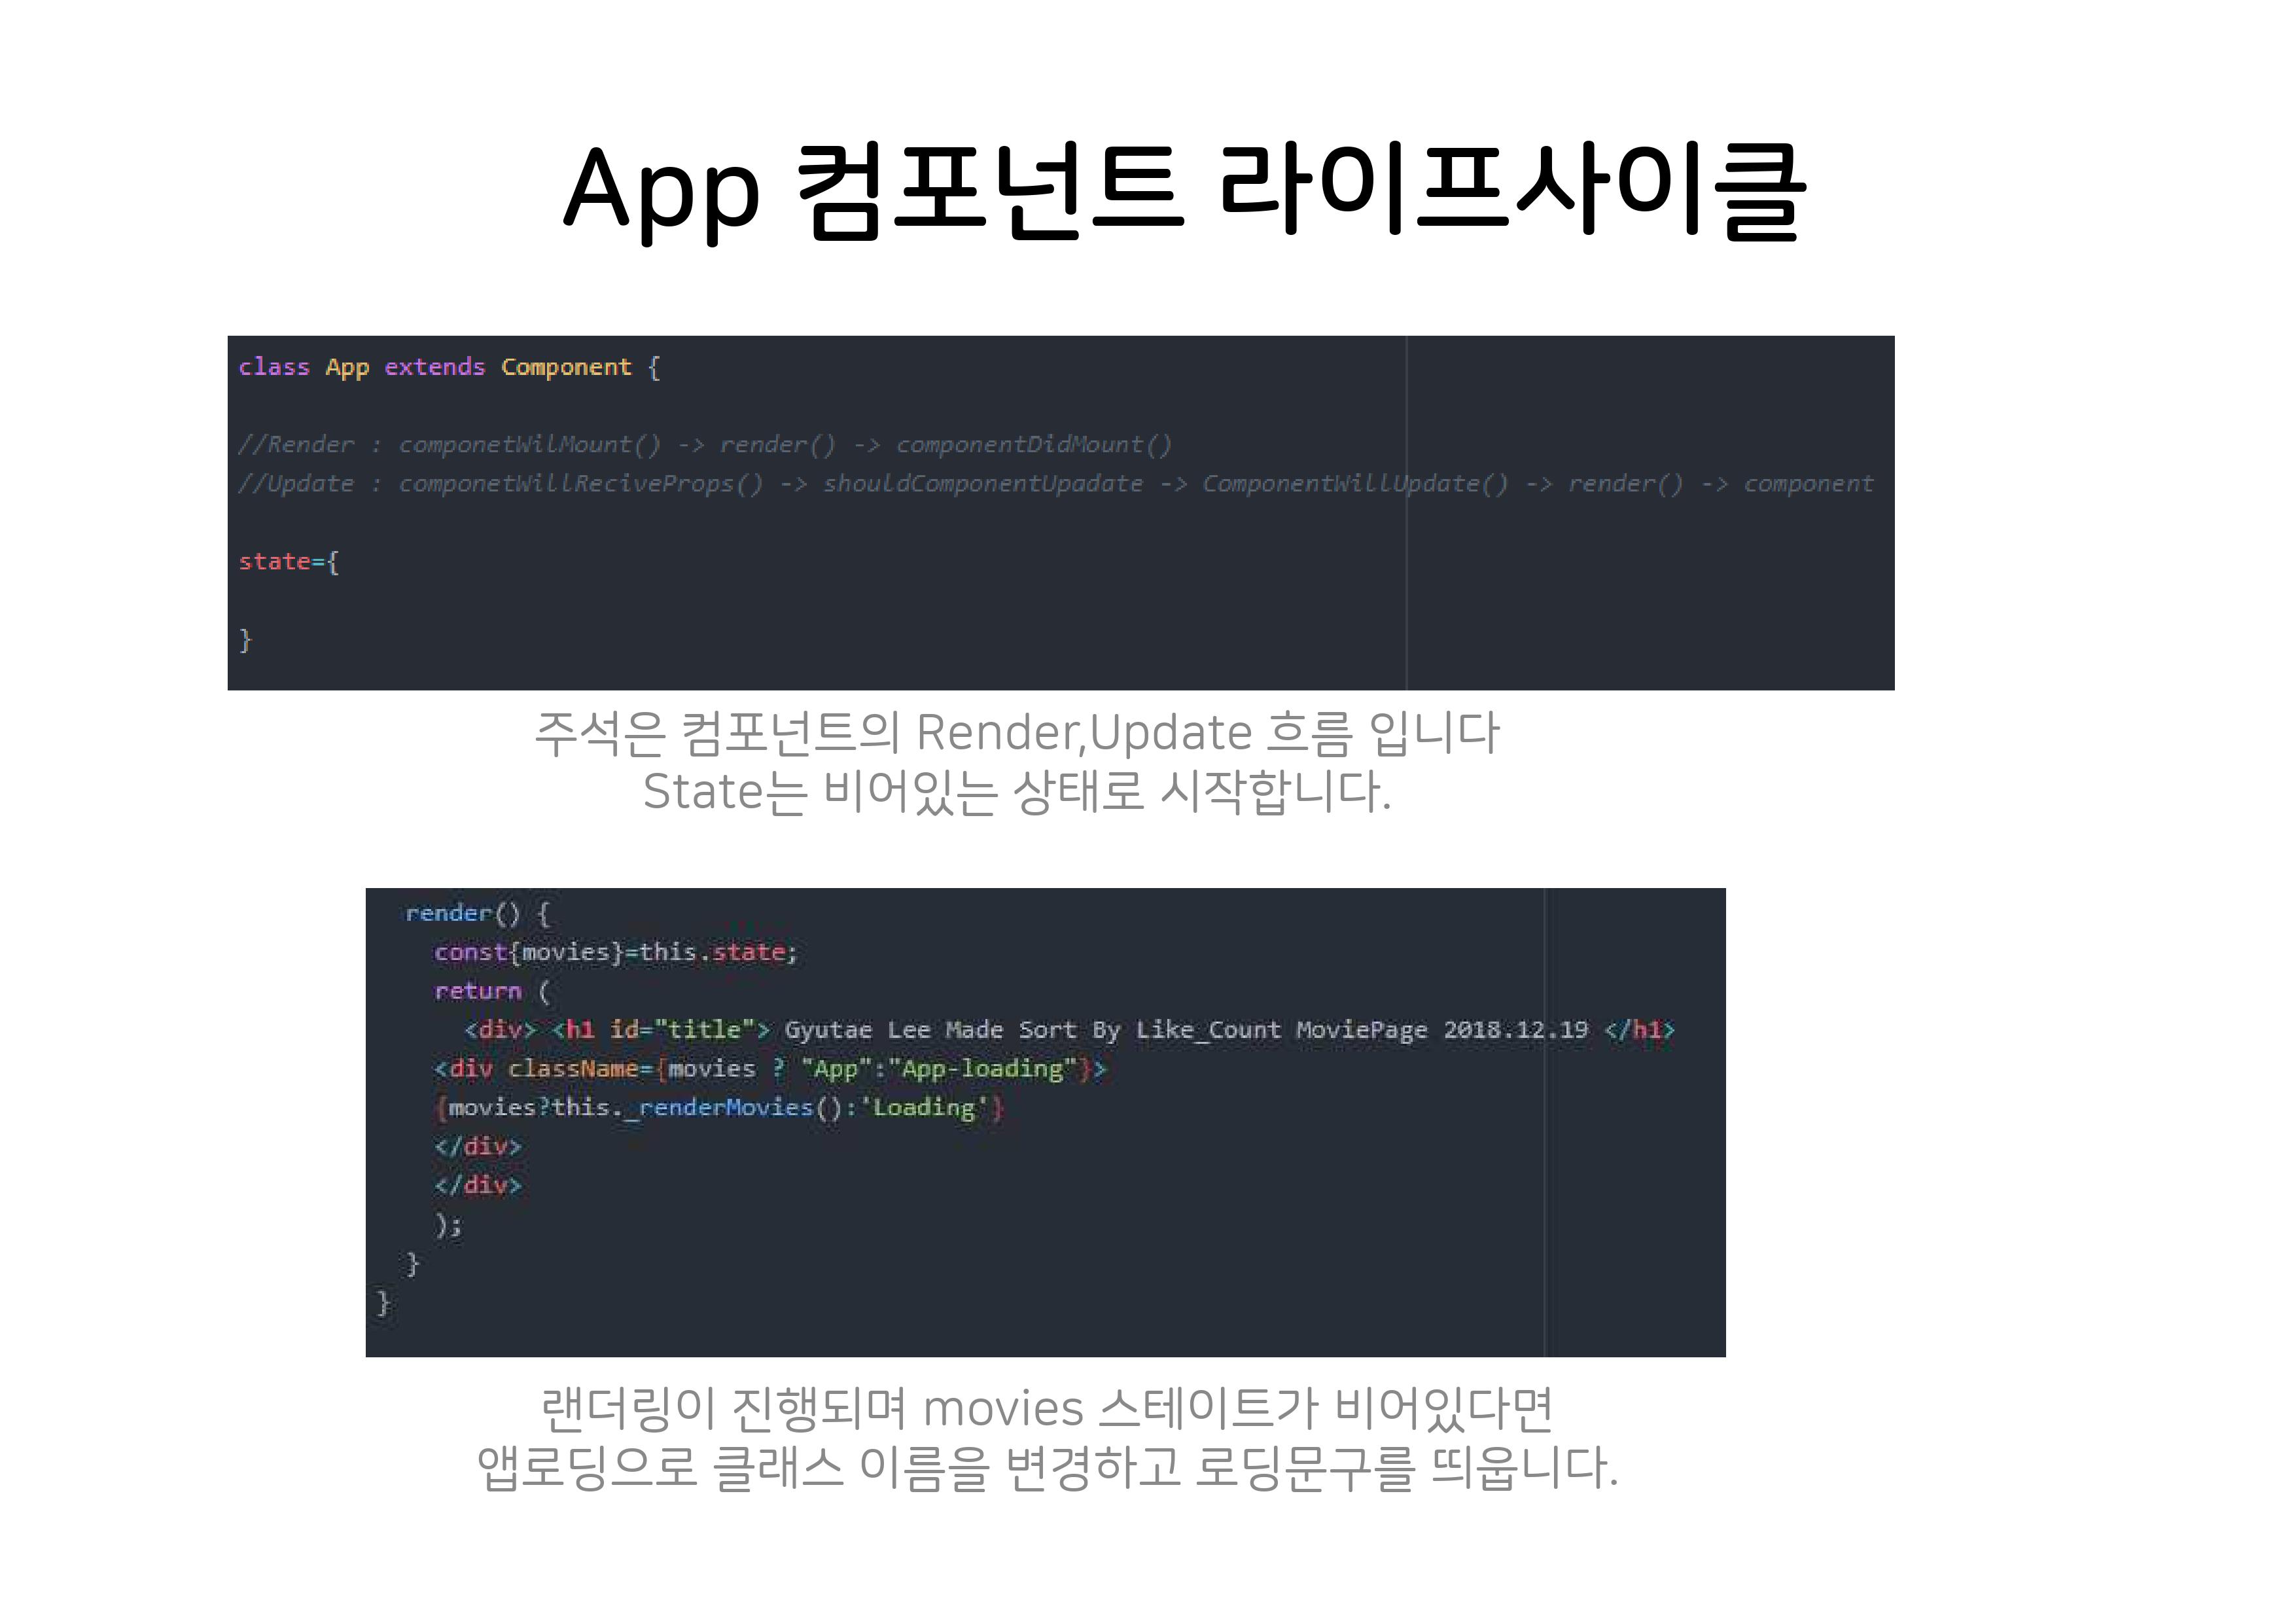 App 컴포넌트 라이프사이클
class App extends Component {
//Render : componetWilMount() -> render() -> componentDidMount()
//Update : componetWillReciveProps() -> shouldComponentUpadate -> ComponentWillUpdate() -> render() -> component
state={
}
주석은 컴포넌트의 Render,Update 흐름 입니다
State는 비어있는 상태로 시작합니다.
render() {
const{movies}=this.state;
return (
<div> <h1 id="title"> Gyutae Lee Made Sort By Like_Count MoviePage 2018.12.19 </h1>
<div className={movies ? "App":"App-loading"}>
{movies?this._renderMovies():'Loading'}
</div>
</div>
);
}
}
랜더링이 진행되며 movies 스테이트가 비어있다면
앱로딩으로 클래스 이름을 변경하고 로딩문구를 띄웁니다.